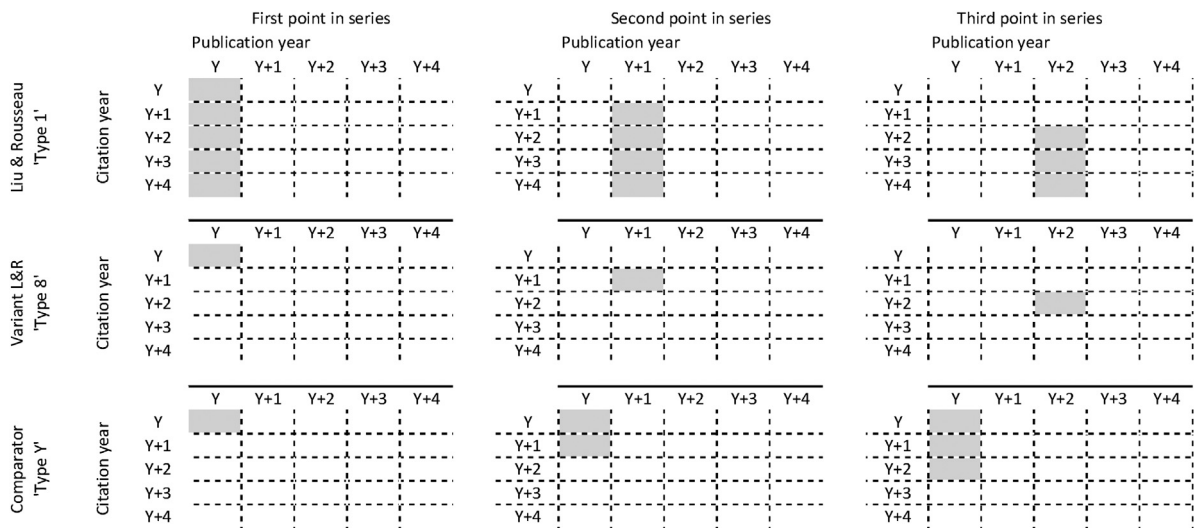 First point in series Second point in series Third point in series
Publication year Publication year Publication year
Y Y+1 Y+2 Y+3 Y+4 Y Y+1 Y+2 Y+3 Y+4 Y Y+1 Y+2 Y+3 Y+4
Liu & Rousseau
'Type 1'
Citation year
Y Y Y
Y+1 Y+1 Y+1
Y+2 Y+2 Y+2
Y+3 Y+3 Y+3
Y+4 Y+4 Y+4
Y Y+1 Y+2 Y+3 Y+4 Y Y+1 Y+2 Y+3 Y+4 Y Y+1 Y+2 Y+3 Y+4
Variant L&R
'Type 8'
Citation year
Y Y Y
Y+1 Y+1 Y+1
Y+2 Y+2 Y+2
Y+3 Y+3 Y+3
Y+4 Y+4 Y+4
Y Y+1 Y+2 Y+3 Y+4 Y Y+1 Y+2 Y+3 Y+4 Y Y+1 Y+2 Y+3 Y+4
Comparator
'Type Y'
Citation year
Y Y Y
Y+1 Y+1 Y+1
Y+2 Y+2 Y+2
Y+3 Y+3 Y+3
Y+4 Y+4 Y+4